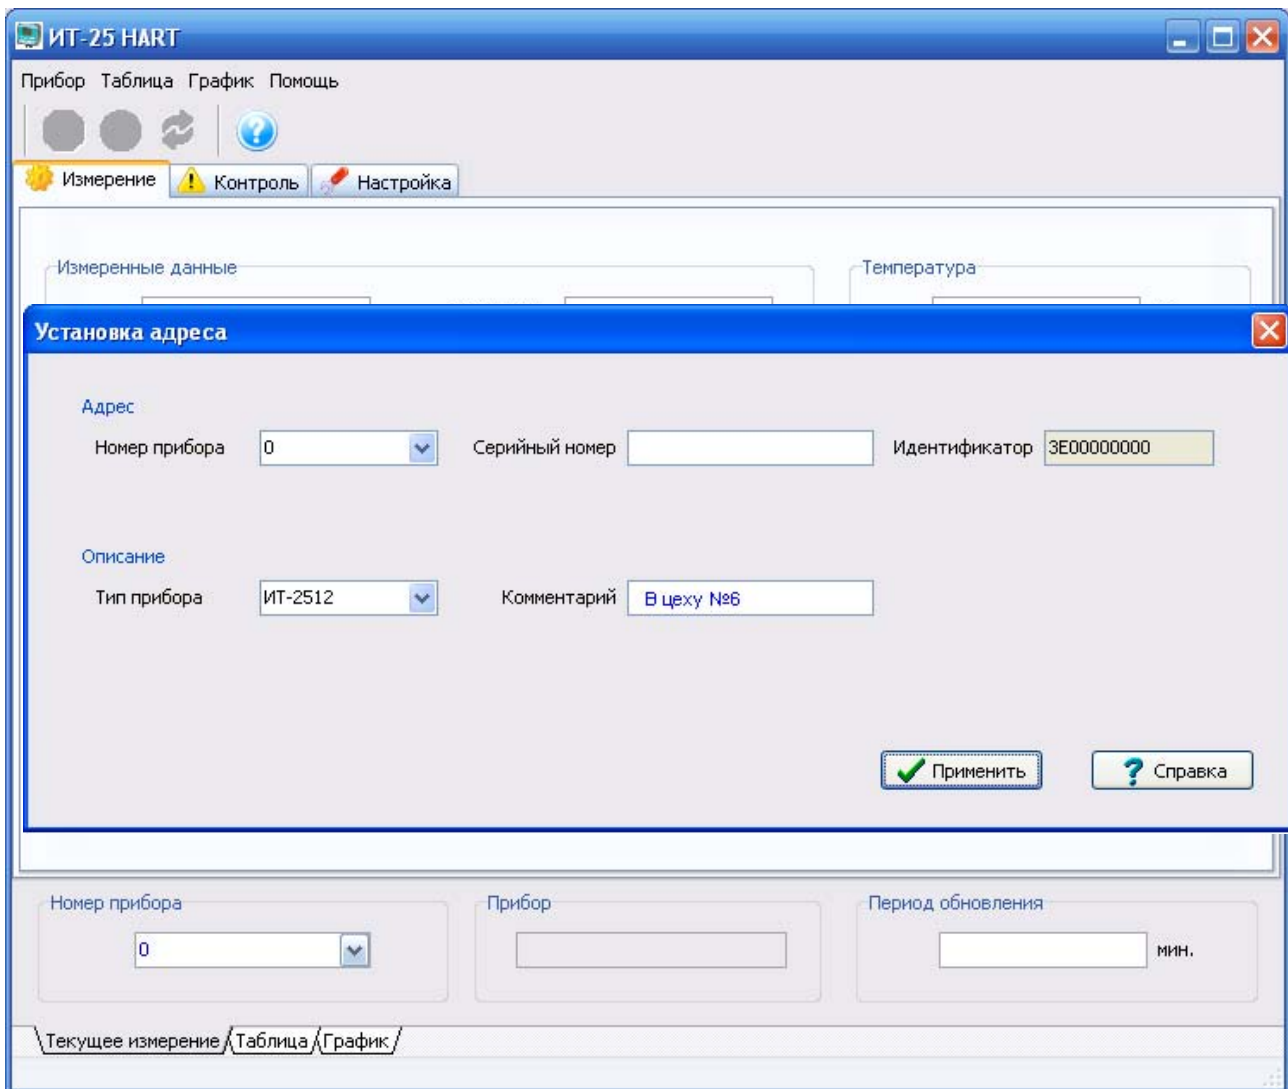 ИТ-25 HART
Прибор Таблица График Помощь
Измерение Контроль Настройка
Измеренные данные Температура
Установка адреса
Адрес
Номер прибора 0 Серийный номер Идентификатор 3E00000000
Описание
Тип прибора ИТ-2512 Комментарий В цеху №6
Применить Справка
Номер прибора Прибор Период обновления
0 мин.
Текущее измерение Таблица График